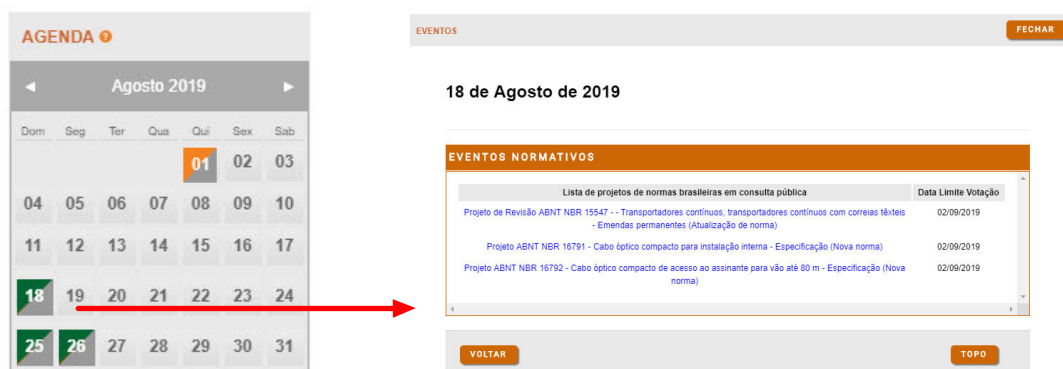 AGENDA ?
Agosto 2019
Dom Seg Ter Qua Qui Sex Sab
01 02 03
04 05 06 07 08 09 10
11 12 13 14 15 16 17
18 19 20 21 22 23 24
25 26 27 28 29 30 31
EVENTOS
FECHAR
18 de Agosto de 2019
EVENTOS NORMATIVOS
Lista de projetos de normas brasileiras em consulta pública Data Limite Votação
Projeto de Revisão ABNT NBR 15547 - - Transportadores contínuos, transportadores contínuos com correias têxteis 02/09/2019
- Emendas permanentes (Atualização de norma)
Projeto ABNT NBR 16791 - Cabo óptico compacto para instalação interna - Especificação (Nova norma) 02/09/2019
Projeto ABNT NBR 16792 - Cabo óptico compacto de acesso ao assinante para vão até 80 m - Especificação (Nova 02/09/2019
norma)
VOLTAR
TOPO